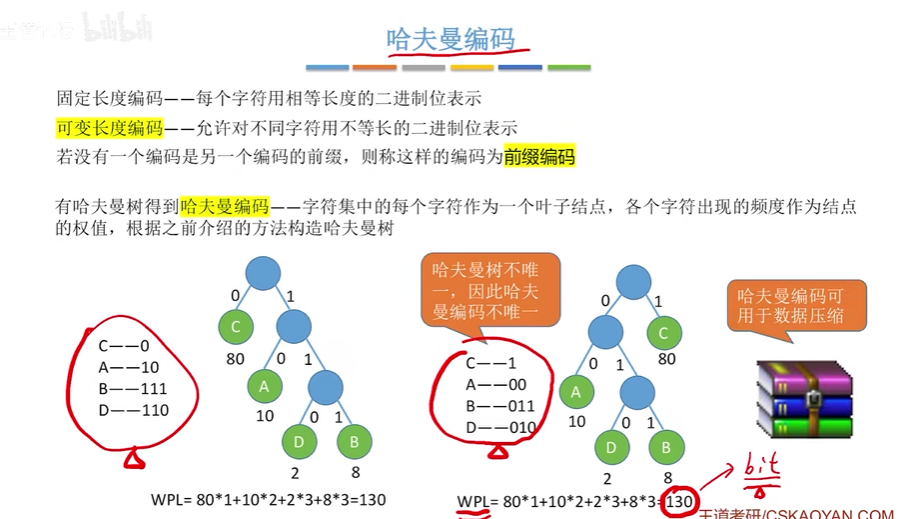 哈夫曼编码
固定长度编码——每个字符用相等长度的二进制位表示
可变长度编码——允许对不同字符用不等长的二进制位表示
若没有一个编码是另一个编码的前缀，则称这样的编码为前缀编码
有哈夫曼树得到哈夫曼编码——字符集中的每个字符作为一个叶子结点，各个字符出现的频度作为结点
的权值，根据之前介绍的方法构造哈夫曼树
C——0
A——10
B——111
D——110
0 1
C
80 0 1
A
10 0 1
D B
2 8
WPL= 80*1+10*2+2*3+8*3=130
哈夫曼树不唯
一，因此哈夫
曼编码不唯一
C——1
A——00
B——011
D——010
0 1
C
0 1 80
A
10 0 1
D B
2 8
WPL= 80*1+10*2+2*3+8*3=130
哈夫曼编码可
用于数据压缩
bit
王道考研/CSKAOYAN.COM